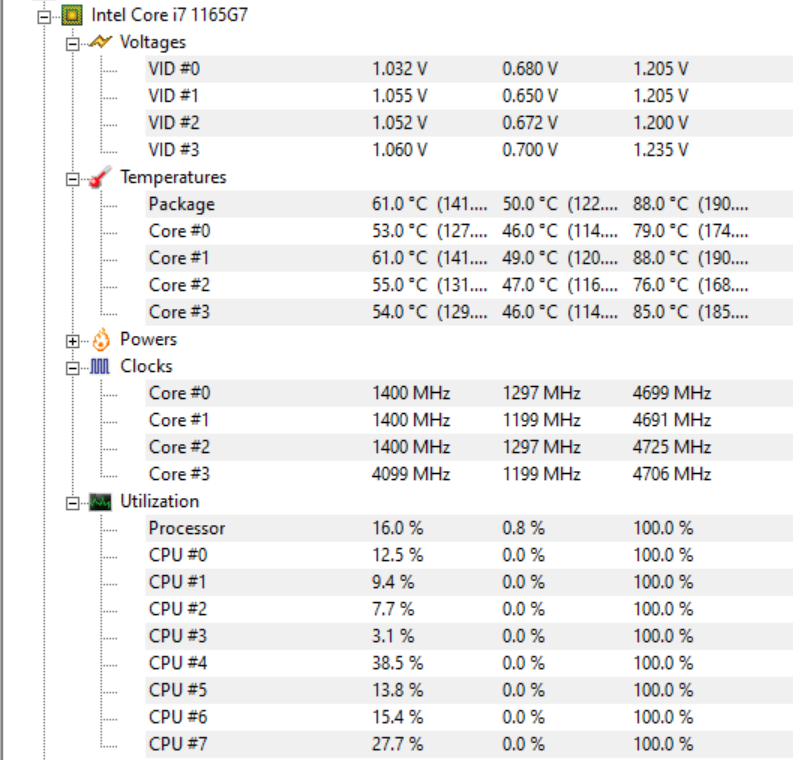 Intel Core i7 1165G7
Voltages
VID #0 1.032 V 0.680 V 1.205 V
VID #1 1.055 V 0.650 V 1.205 V
VID #2 1.052 V 0.672 V 1.200 V
VID #3 1.060 V 0.700 V 1.235 V
Temperatures
Package 61.0 °C (141.... 50.0 °C (122.... 88.0 °C (190....
Core #0 53.0 °C (127.... 46.0 °C (114.... 79.0 °C (174....
Core #1 61.0 °C (141.... 49.0 °C (120.... 88.0 °C (190....
Core #2 55.0 °C (131.... 47.0 °C (116.... 76.0 °C (168....
Core #3 54.0 °C (129.... 46.0 °C (114.... 85.0 °C (185....
Powers
Clocks
Core #0 1400 MHz 1297 MHz 4699 MHz
Core #1 1400 MHz 1199 MHz 4691 MHz
Core #2 1400 MHz 1297 MHz 4725 MHz
Core #3 4099 MHz 1199 MHz 4706 MHz
Utilization
Processor 16.0 % 0.8 % 100.0 %
CPU #0 12.5 % 0.0 % 100.0 %
CPU #1 9.4 % 0.0 % 100.0 %
CPU #2 7.7 % 0.0 % 100.0 %
CPU #3 3.1 % 0.0 % 100.0 %
CPU #4 38.5 % 0.0 % 100.0 %
CPU #5 13.8 % 0.0 % 100.0 %
CPU #6 15.4 % 0.0 % 100.0 %
CPU #7 27.7 % 0.0 % 100.0 %